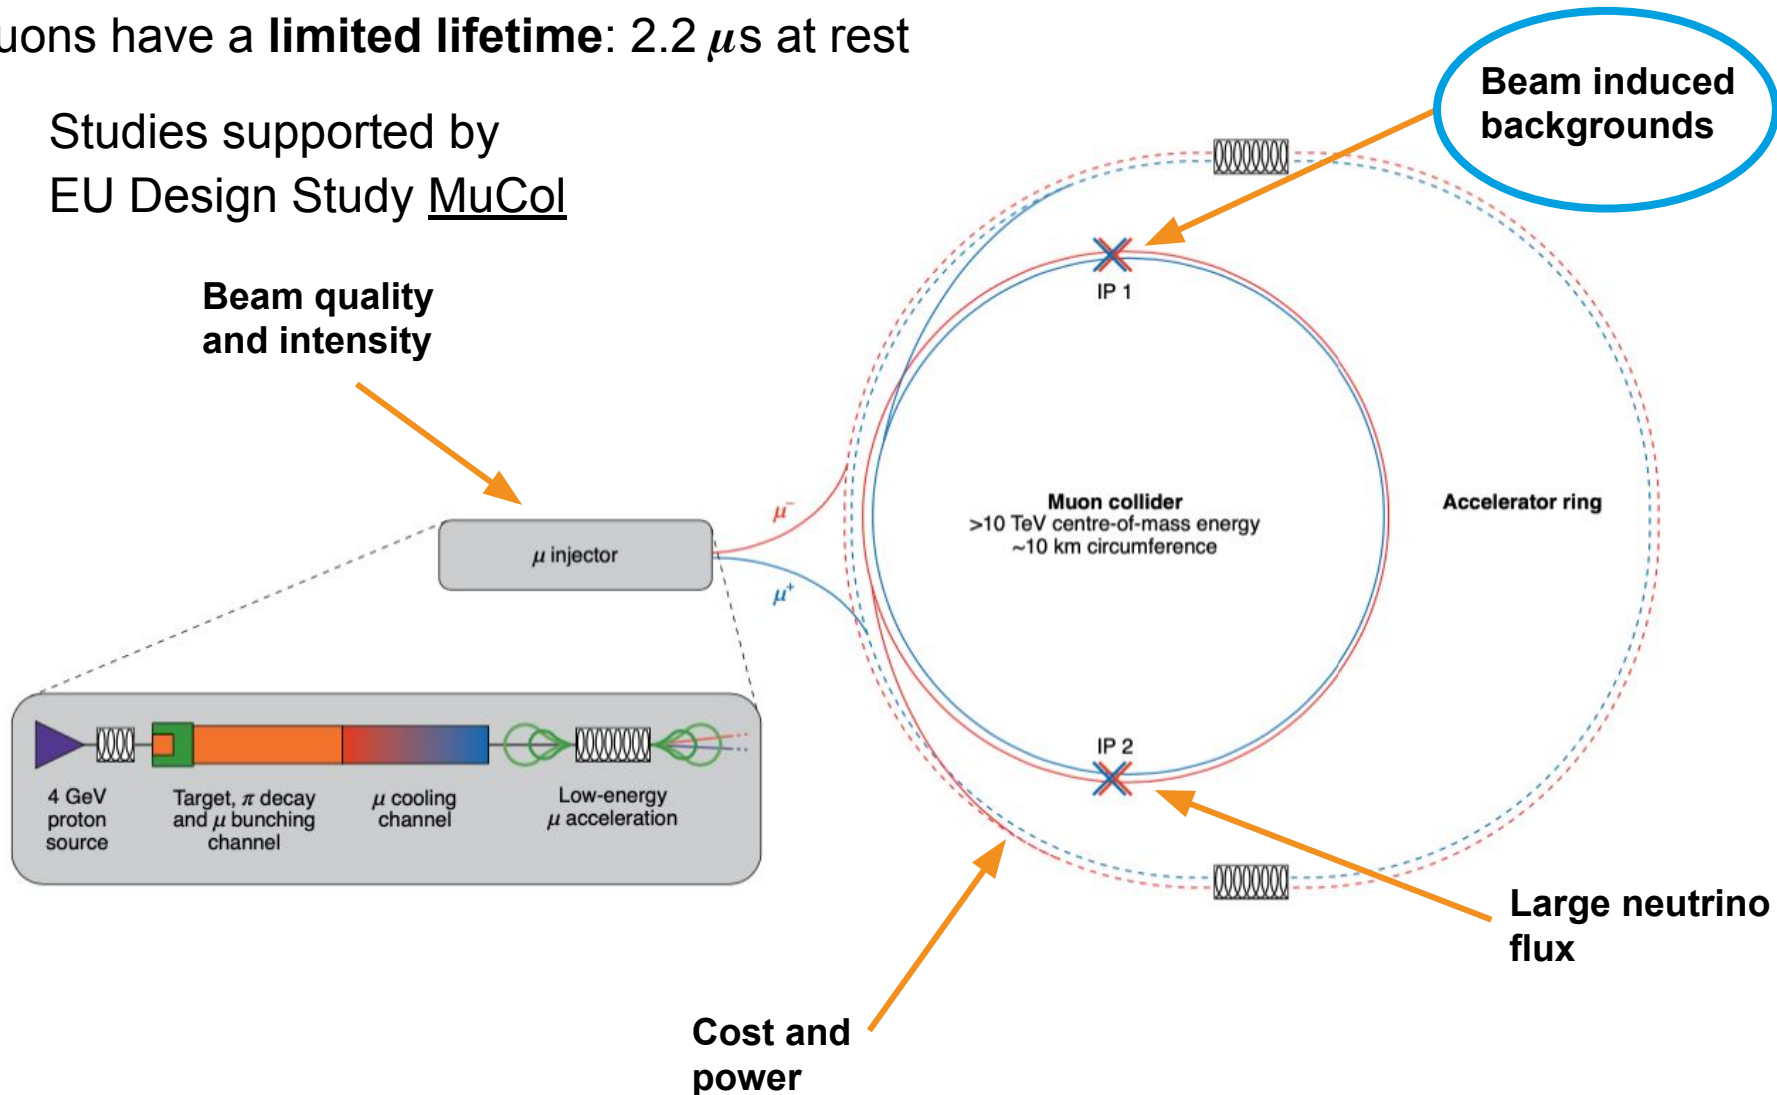 uons have a limited lifetime: 2.2 μs at rest
Studies supported by
EU Design Study MuCol
Beam induced
backgrounds
Beam quality
and intensity
IP 1
μ⁻
μ injector
μ⁺
Muon collider
>10 TeV centre-of-mass energy
~10 km circumference
Accelerator ring
IP 2
4 GeV
proton
source
Target, π decay
and μ bunching
channel
μ cooling
channel
Low-energy
μ acceleration
Large neutrino
flux
Cost and
power